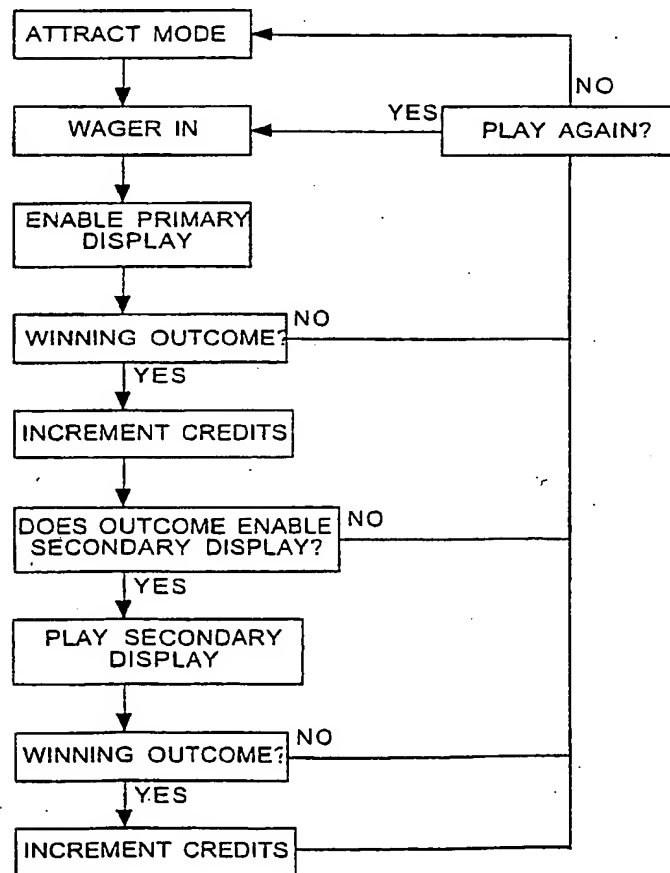 ATTRACT MODE
NO
YES
WAGER IN
PLAY AGAIN?
ENABLE PRIMARY
DISPLAY
NO
WINNING OUTCOME?
YES
INCREMENT CREDITS
DOES OUTCOME ENABLE
SECONDARY DISPLAY?
NO
YES
PLAY SECONDARY
DISPLAY
NO
WINNING OUTCOME?
YES
INCREMENT CREDITS